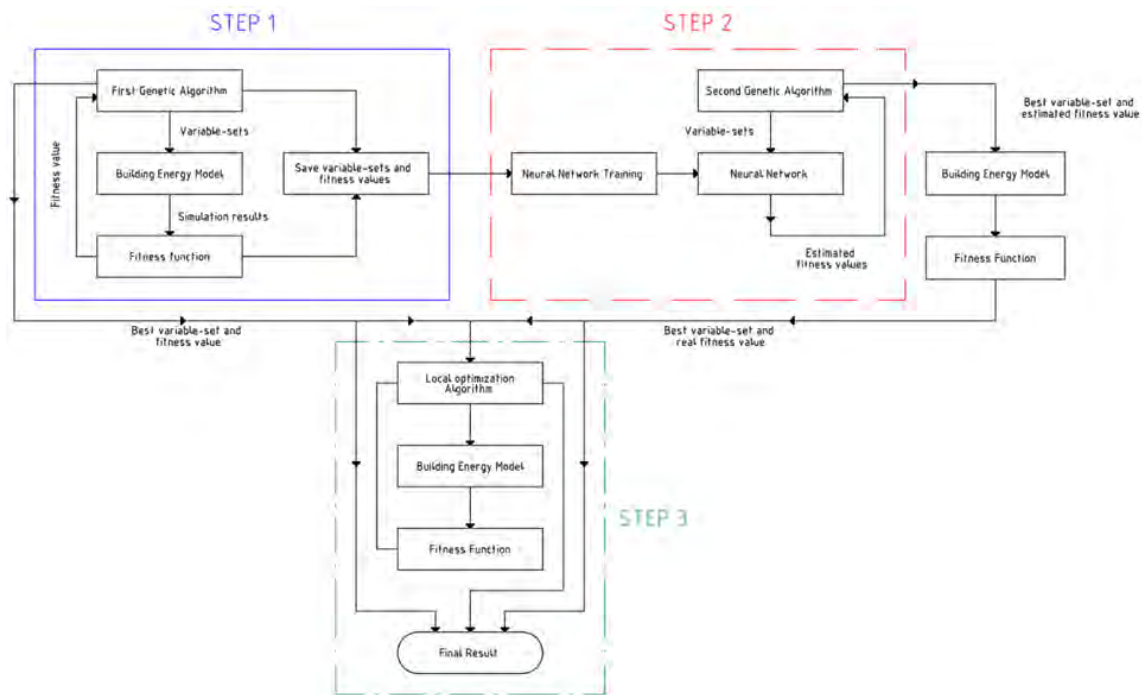 STEP 1
First Genetic Algorithm
Variable-sets
Building Energy Model
Simulation results
Fitness function
Fitness value
Save variable-sets and
fitness values
STEP 2
Second Genetic Algorithm
Variable-sets
Neural Network Training
Neural Network
Estimated
fitness values
Best variable-set and
estimated fitness value
Building Energy Model
Fitness Function
Best variable-set and
fitness value
Best variable-set and
real fitness value
Local optimization
Algorithm
Building Energy Model
STEP 3
Fitness Function
Final Result